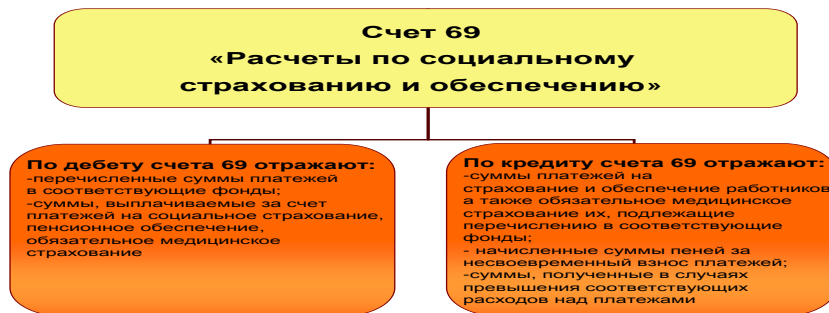 Счет 69
«Расчеты по социальному
страхованию и обеспечению»
По дебету счета 69 отражают:
-перечисленные суммы платежей
в соответствующие фонды;
-суммы, выплачиваемые за счет
платежей на социальное страхование,
пенсионное обеспечение,
обязательное медицинское
страхование
По кредиту счета 69 отражают:
-суммы платежей на
страхование и обеспечение работников
а также обязательное медицинское
страхование их, подлежащие
перечислению в соответствующие
фонды;
- начисленные суммы пеней за
несвоевременный взнос платежей;
-суммы, полученные в случаях
превышения соответствующих
расходов над платежами